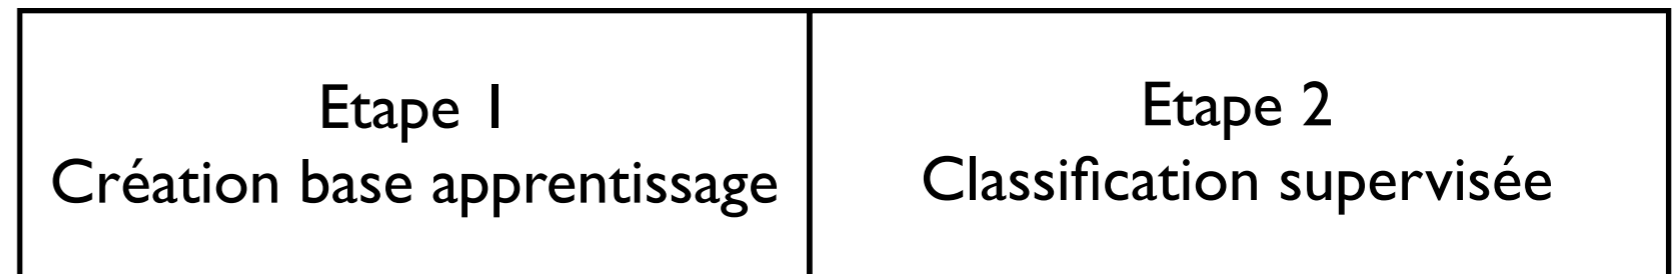 Etape 1
Création base apprentissage
Etape 2
Classification supervisée